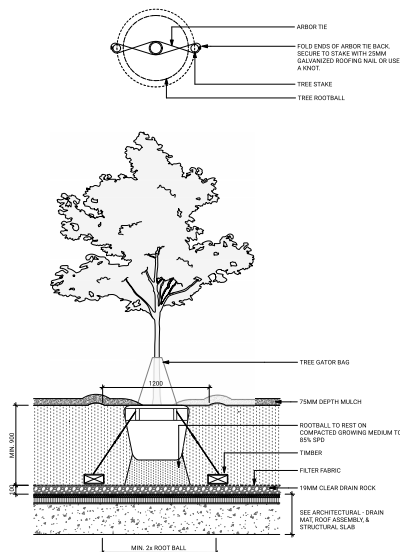 ARBOR TIE
FOLD ENDS OF ARBOR TIE BACK.
SECURE TO STAKE WITH 25MM
GALVANIZED ROOFING NAIL OR USE
A KNOT.
TREE STAKE
TREE ROOTBALL
TREE GATOR BAG
1200
75MM DEPTH MULCH
ROOTBALL TO REST ON
COMPACTED GROWING MEDIUM TO
85% SPD
MIN. 900
TIMBER
FILTER FABRIC
100
19MM CLEAR DRAIN ROCK
SEE ARCHITECTURAL - DRAIN
MAT, ROOF ASSEMBLY, &
STRUCTURAL SLAB
MIN. 2x ROOT BALL